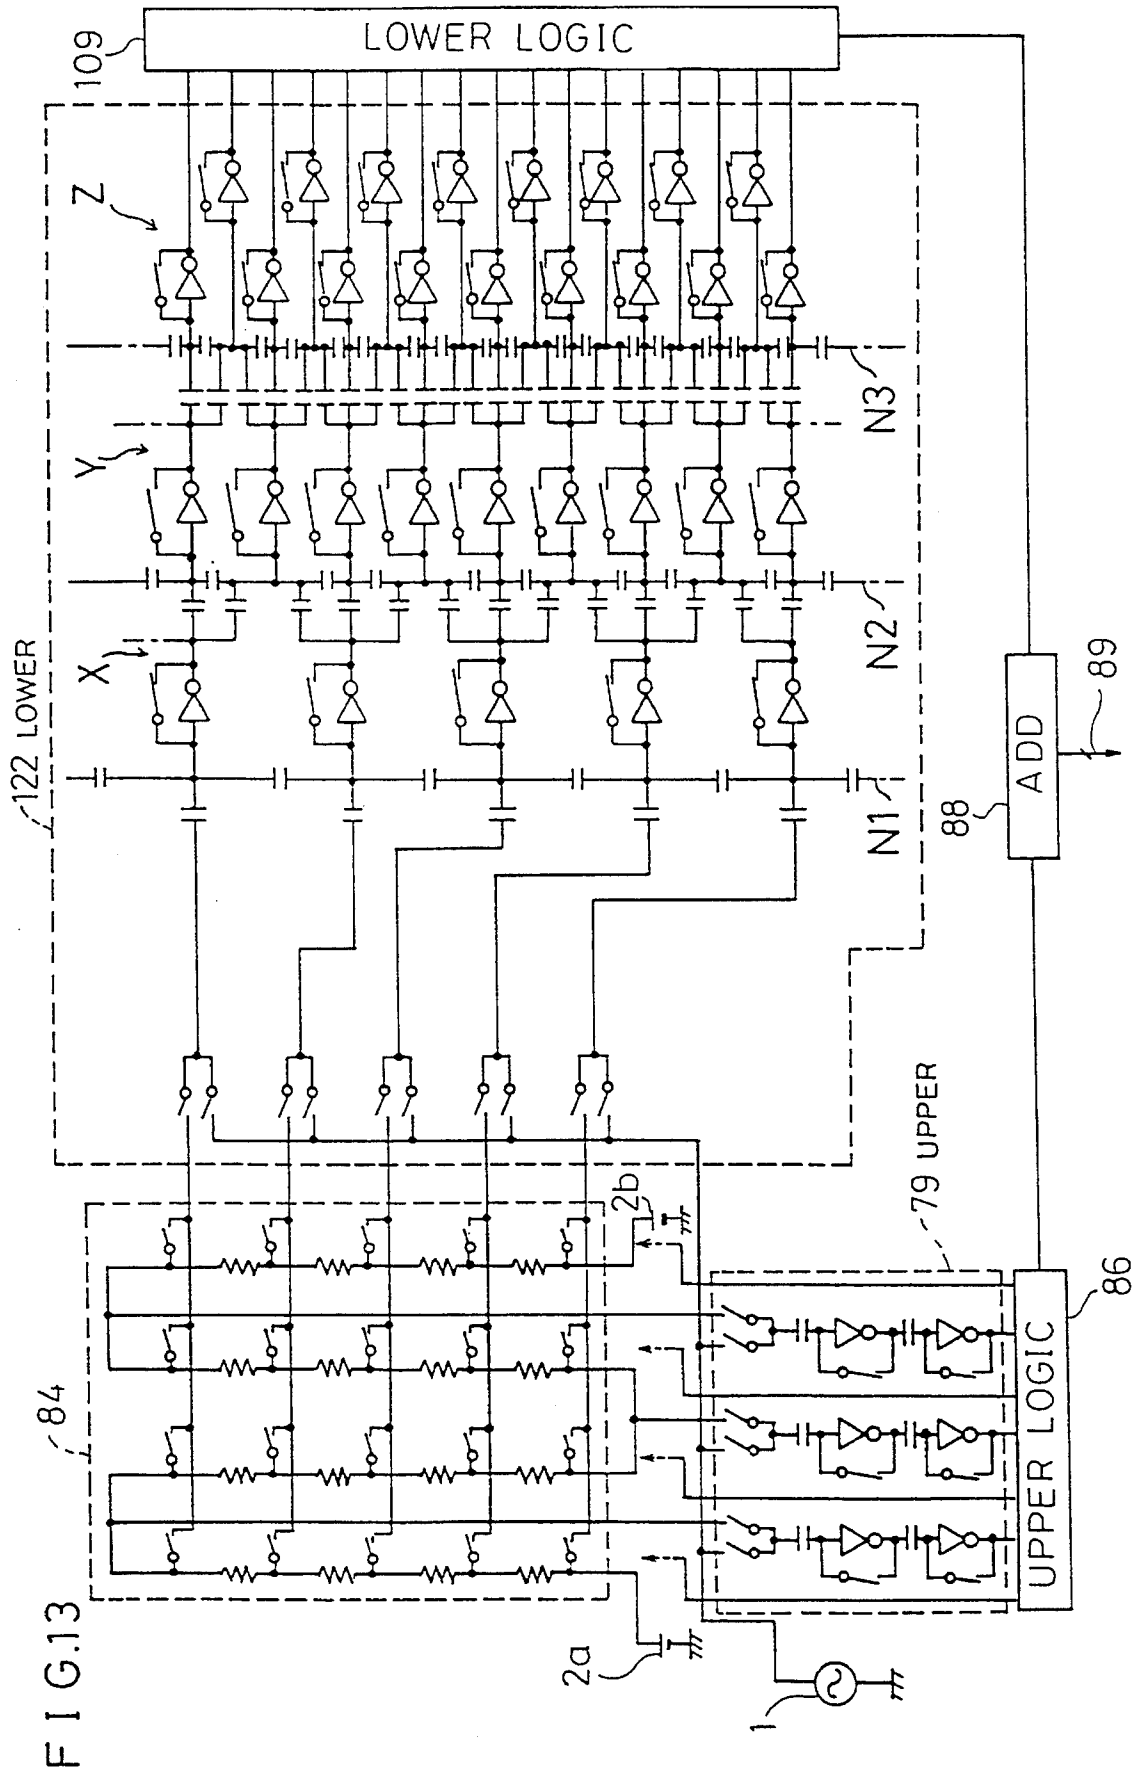 FIG.13
109
LOWER LOGIC
Z
Y
X
122 LOWER
N3
N2
N1
88
ADD
89
84
2b
79 UPPER
86
UPPER LOGIC
2a
1